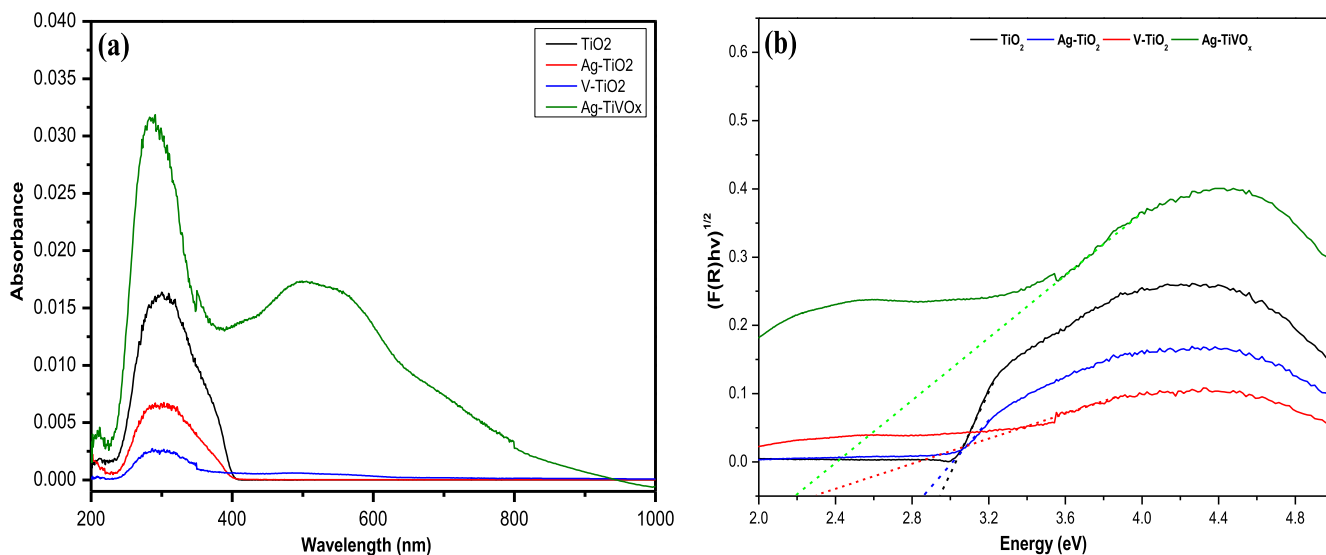 (a)
TiO2
Ag-TiO2
V-TiO2
Ag-TiVOx
0.040
0.035
0.030
0.025
0.020
0.015
0.010
0.005
0.000
Absorbance
200 400 600 800 1000
Wavelength (nm)
(b)
TiO₂ Ag-TiO₂ V-TiO₂ Ag-TiVOₓ
0.6
0.5
0.4
0.3
0.2
0.1
0.0
(F(R)hv)^1/2
2.0 2.4 2.8 3.2 3.6 4.0 4.4 4.8
Energy (eV)